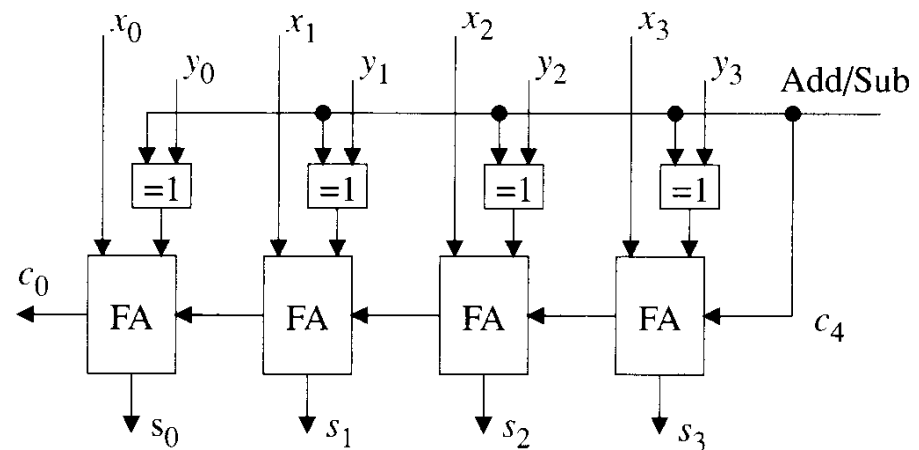 x0 x1 x2 x3
y0 y1 y2 y3 Add/Sub
=1 =1 =1 =1
c0 FA FA FA FA c4
s0 s1 s2 s3